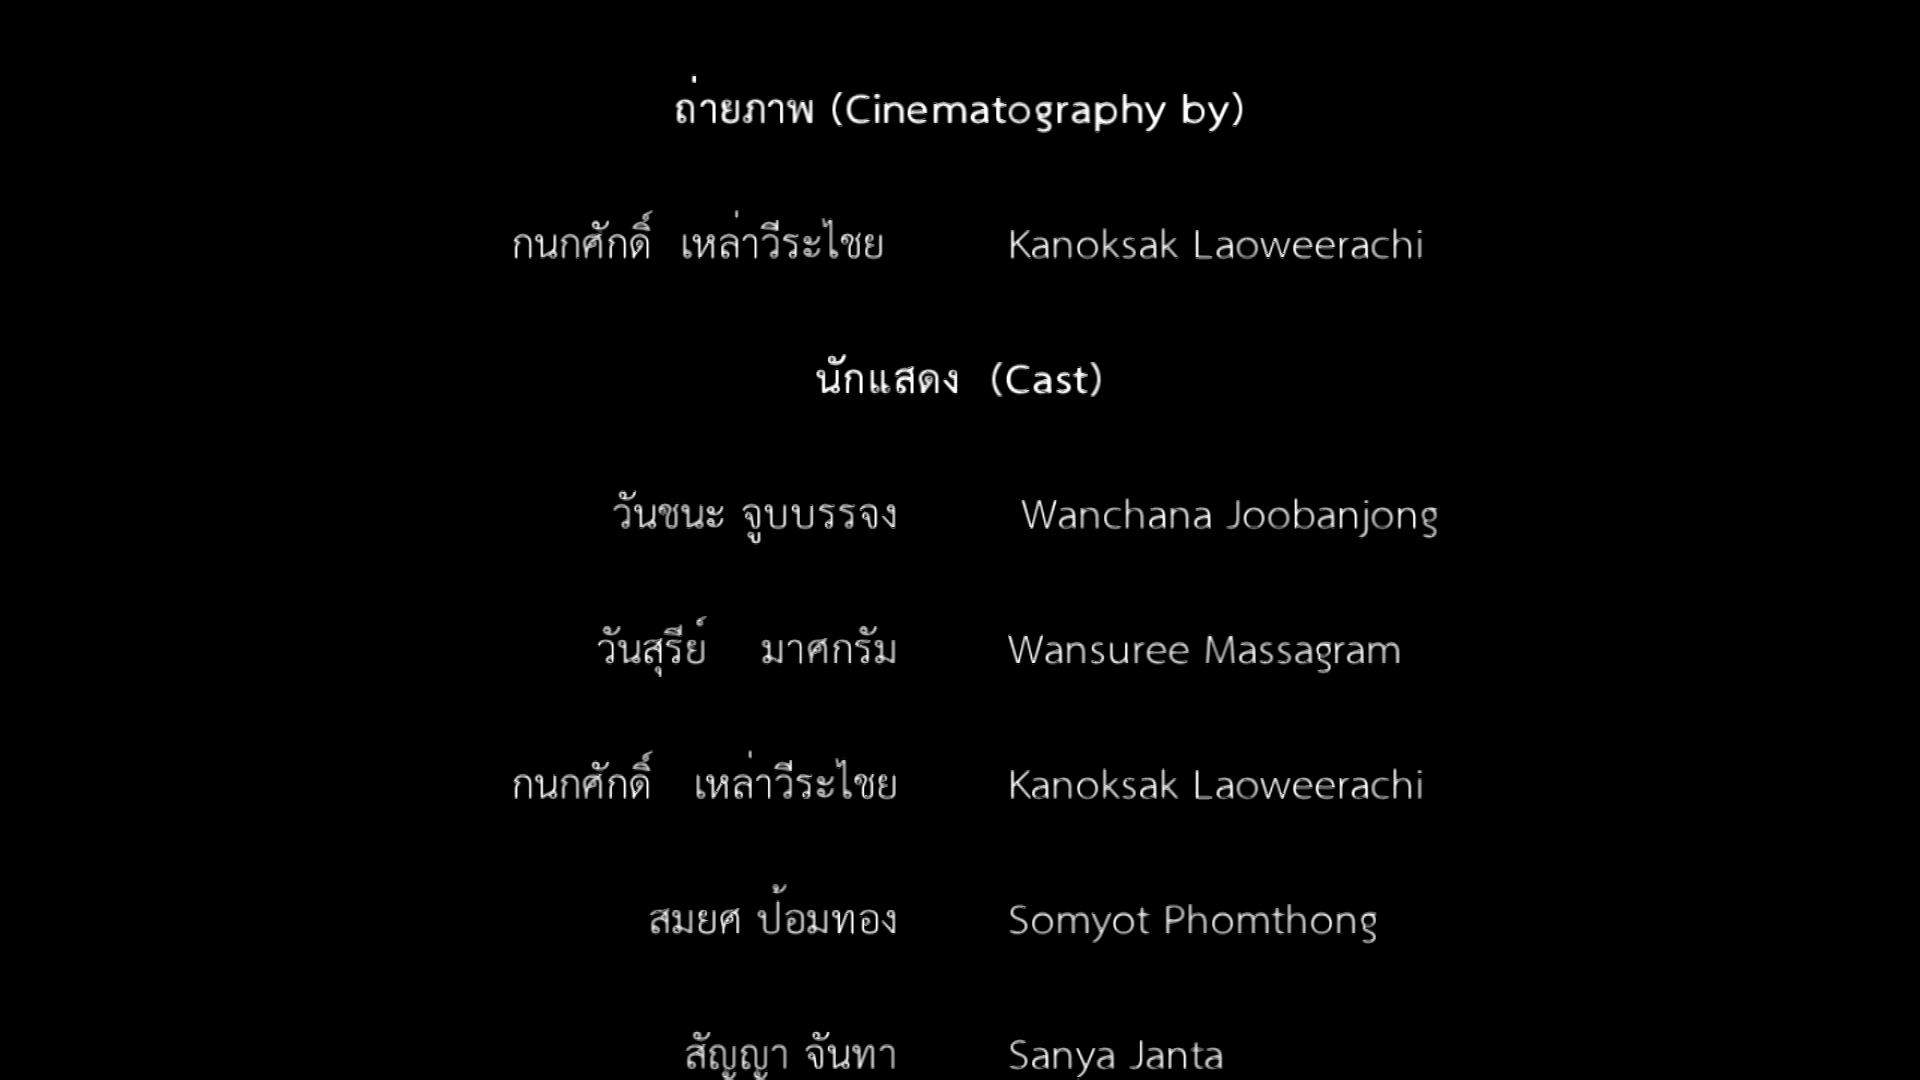 ถ่ายภาพ (Cinematography by)
กนกศักดิ์ เหล่าวีระไชย Kanoksak Laoweerachi
นักแสดง (Cast)
วันชนะ จูบบรรจง Wanchana Joobanjong
วันสุรีย์ มาศกรัม Wansuree Massagram
กนกศักดิ์ เหล่าวีระไชย Kanoksak Laoweerachi
สมยศ ป้อมทอง Somyot Phomthong
สัญญา จันทา Sanya Janta